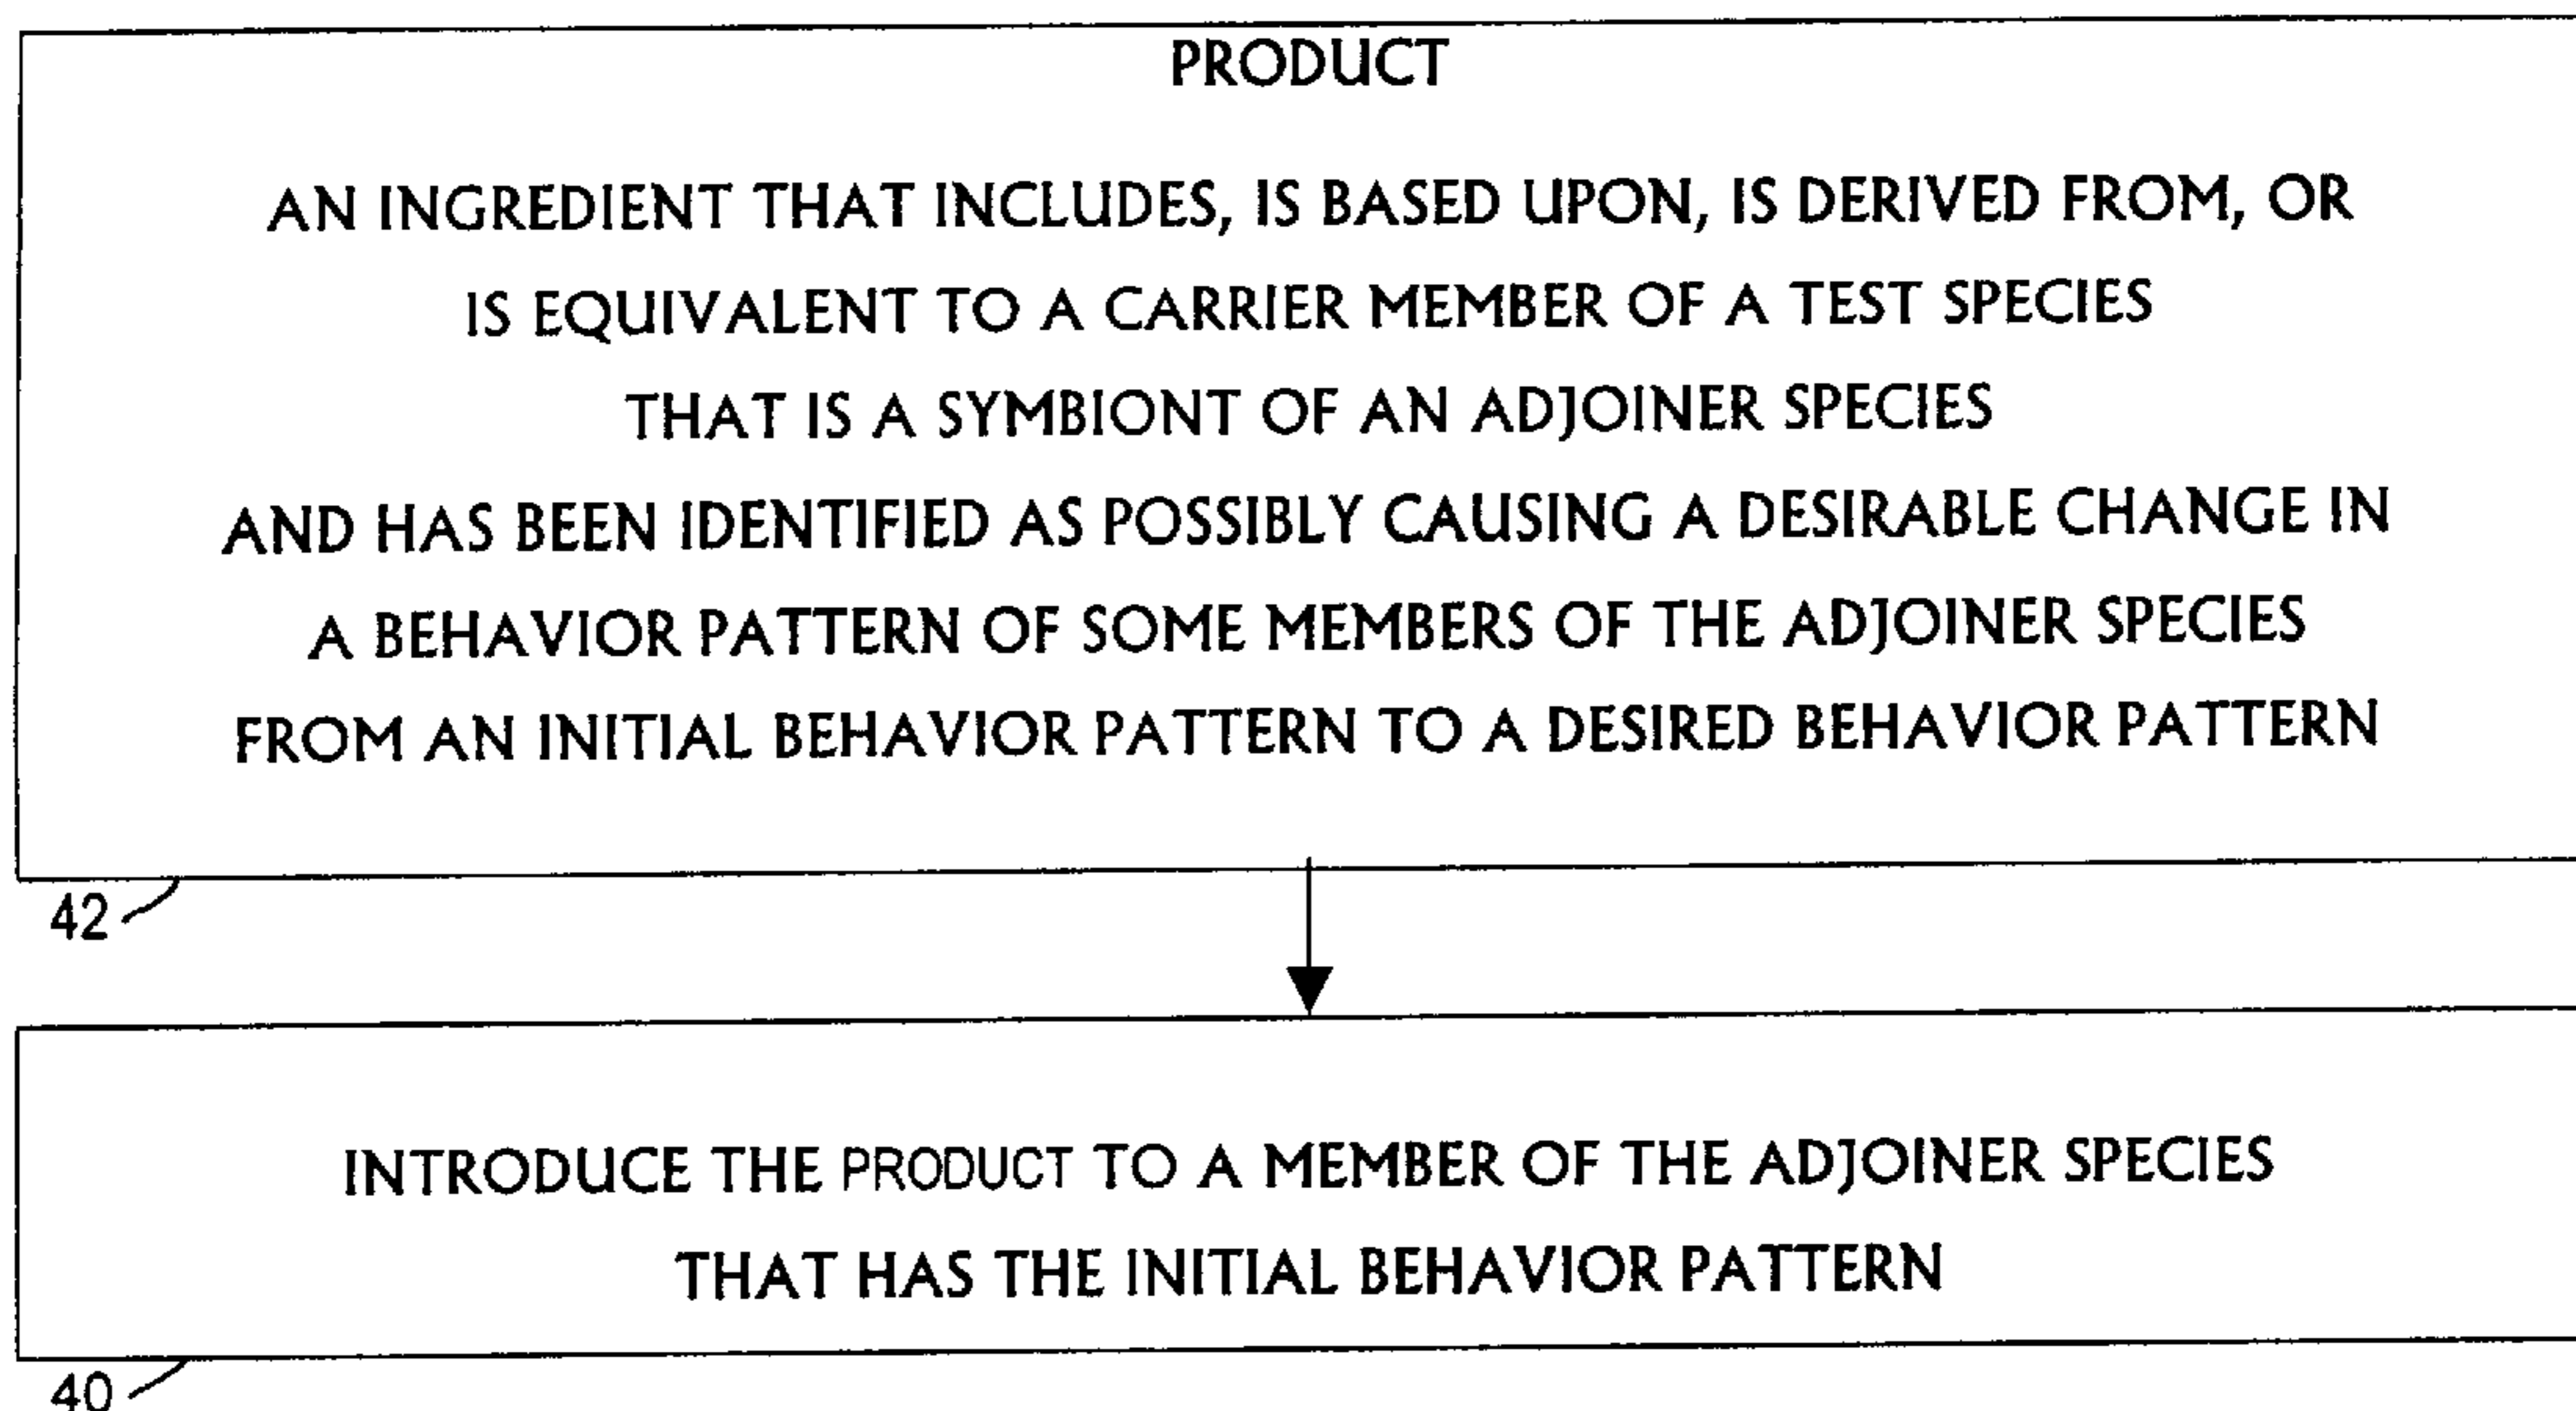 PRODUCT
AN INGREDIENT THAT INCLUDES, IS BASED UPON, IS DERIVED FROM, OR
IS EQUIVALENT TO A CARRIER MEMBER OF A TEST SPECIES
THAT IS A SYMBIONT OF AN ADJOINER SPECIES
AND HAS BEEN IDENTIFIED AS POSSIBLY CAUSING A DESIRABLE CHANGE IN
A BEHAVIOR PATTERN OF SOME MEMBERS OF THE ADJOINER SPECIES
FROM AN INITIAL BEHAVIOR PATTERN TO A DESIRED BEHAVIOR PATTERN
42
INTRODUCE THE PRODUCT TO A MEMBER OF THE ADJOINER SPECIES
THAT HAS THE INITIAL BEHAVIOR PATTERN
40